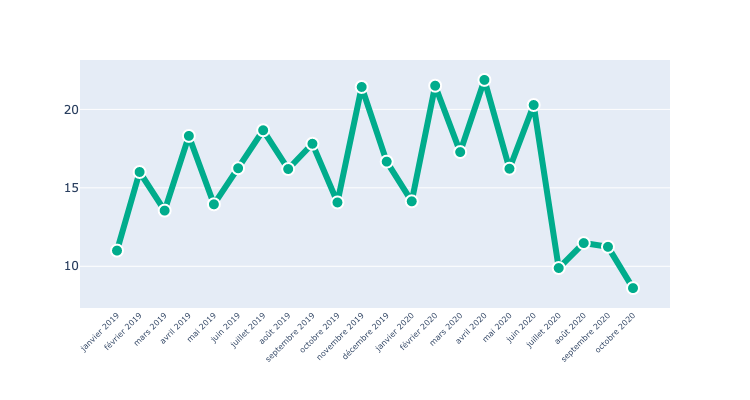 20
15
10
janvier 2019
février 2019
mars 2019
avril 2019
mai 2019
juin 2019
juillet 2019
août 2019
septembre 2019
octobre 2019
novembre 2019
décembre 2019
janvier 2020
février 2020
mars 2020
avril 2020
mai 2020
juin 2020
juillet 2020
août 2020
septembre 2020
octobre 2020